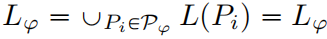 L_φ = ∪_{P_i∈𝒫_φ} L(P_i) = L_φ